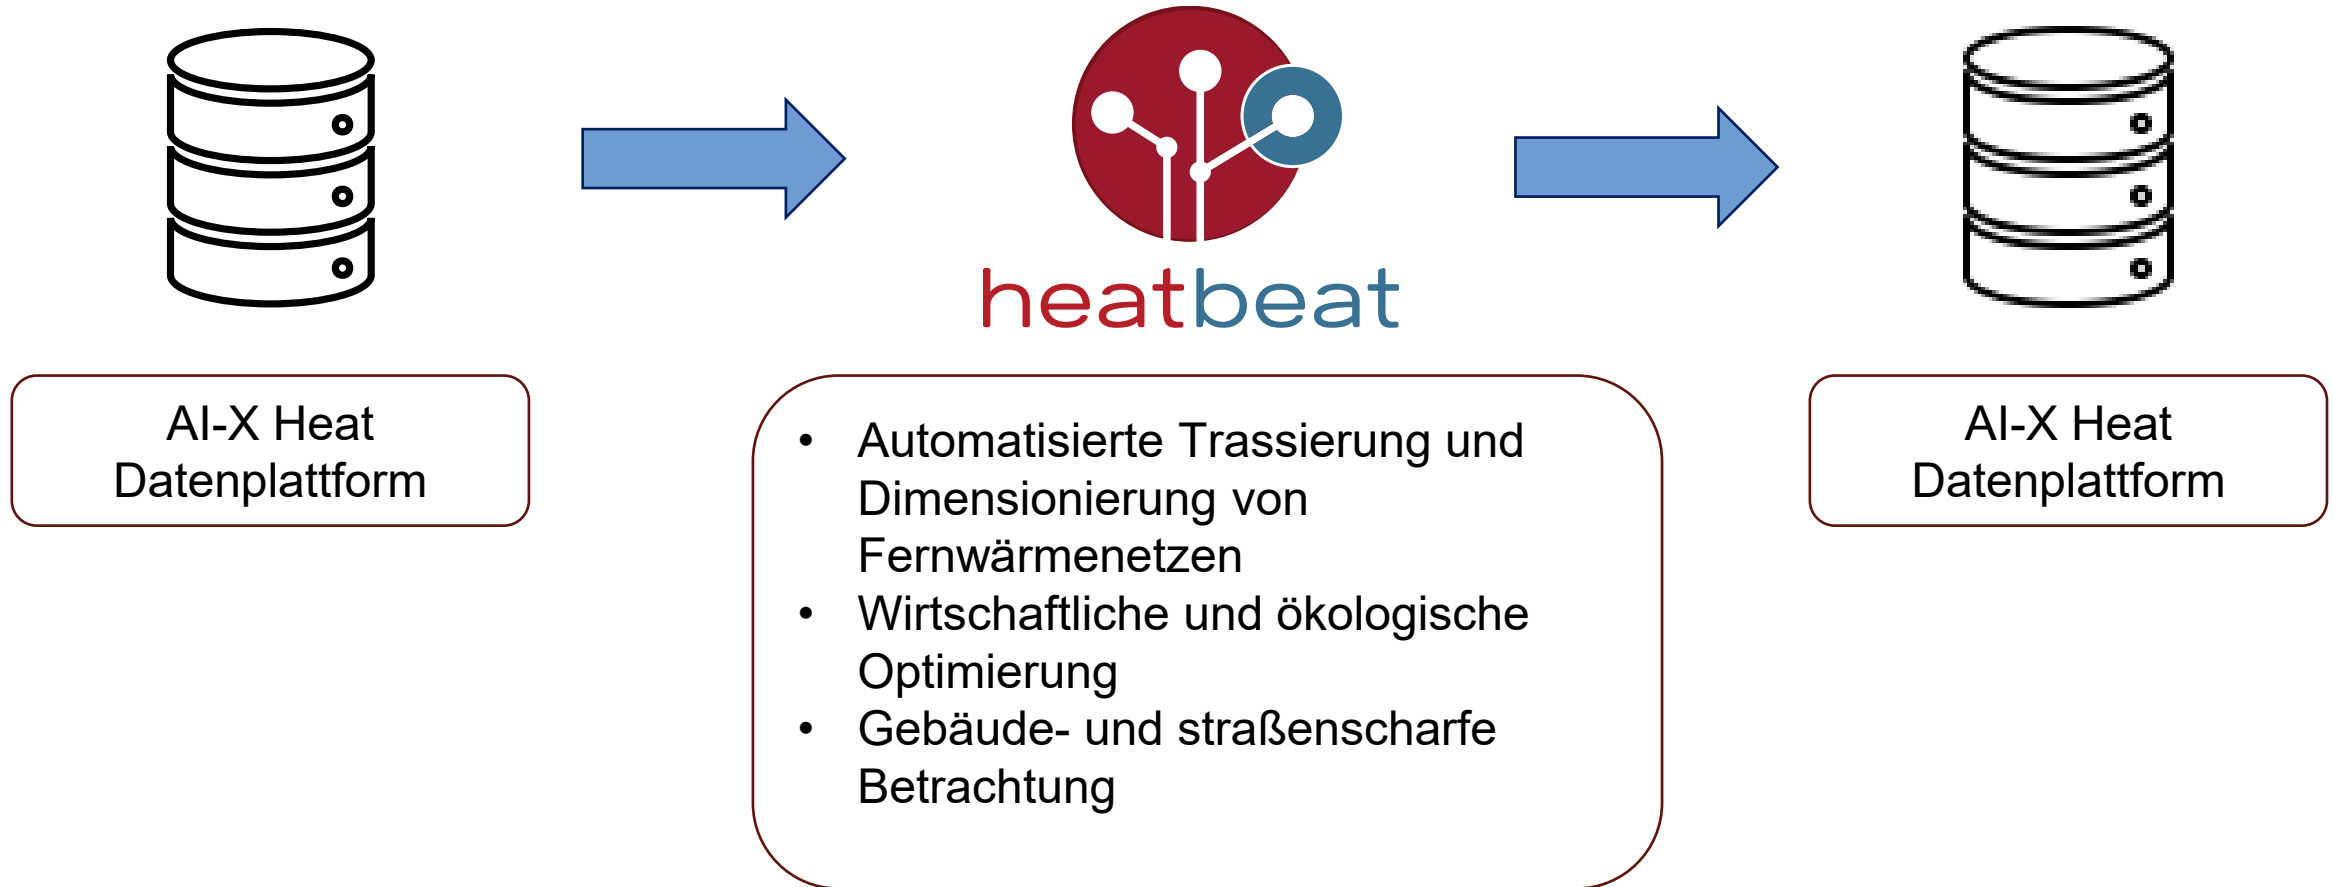 heatbeat
AI-X Heat
Datenplattform
• Automatisierte Trassierung und
Dimensionierung von
Fernwärmenetzen
• Wirtschaftliche und ökologische
Optimierung
• Gebäude- und straßenscharfe
Betrachtung
AI-X Heat
Datenplattform